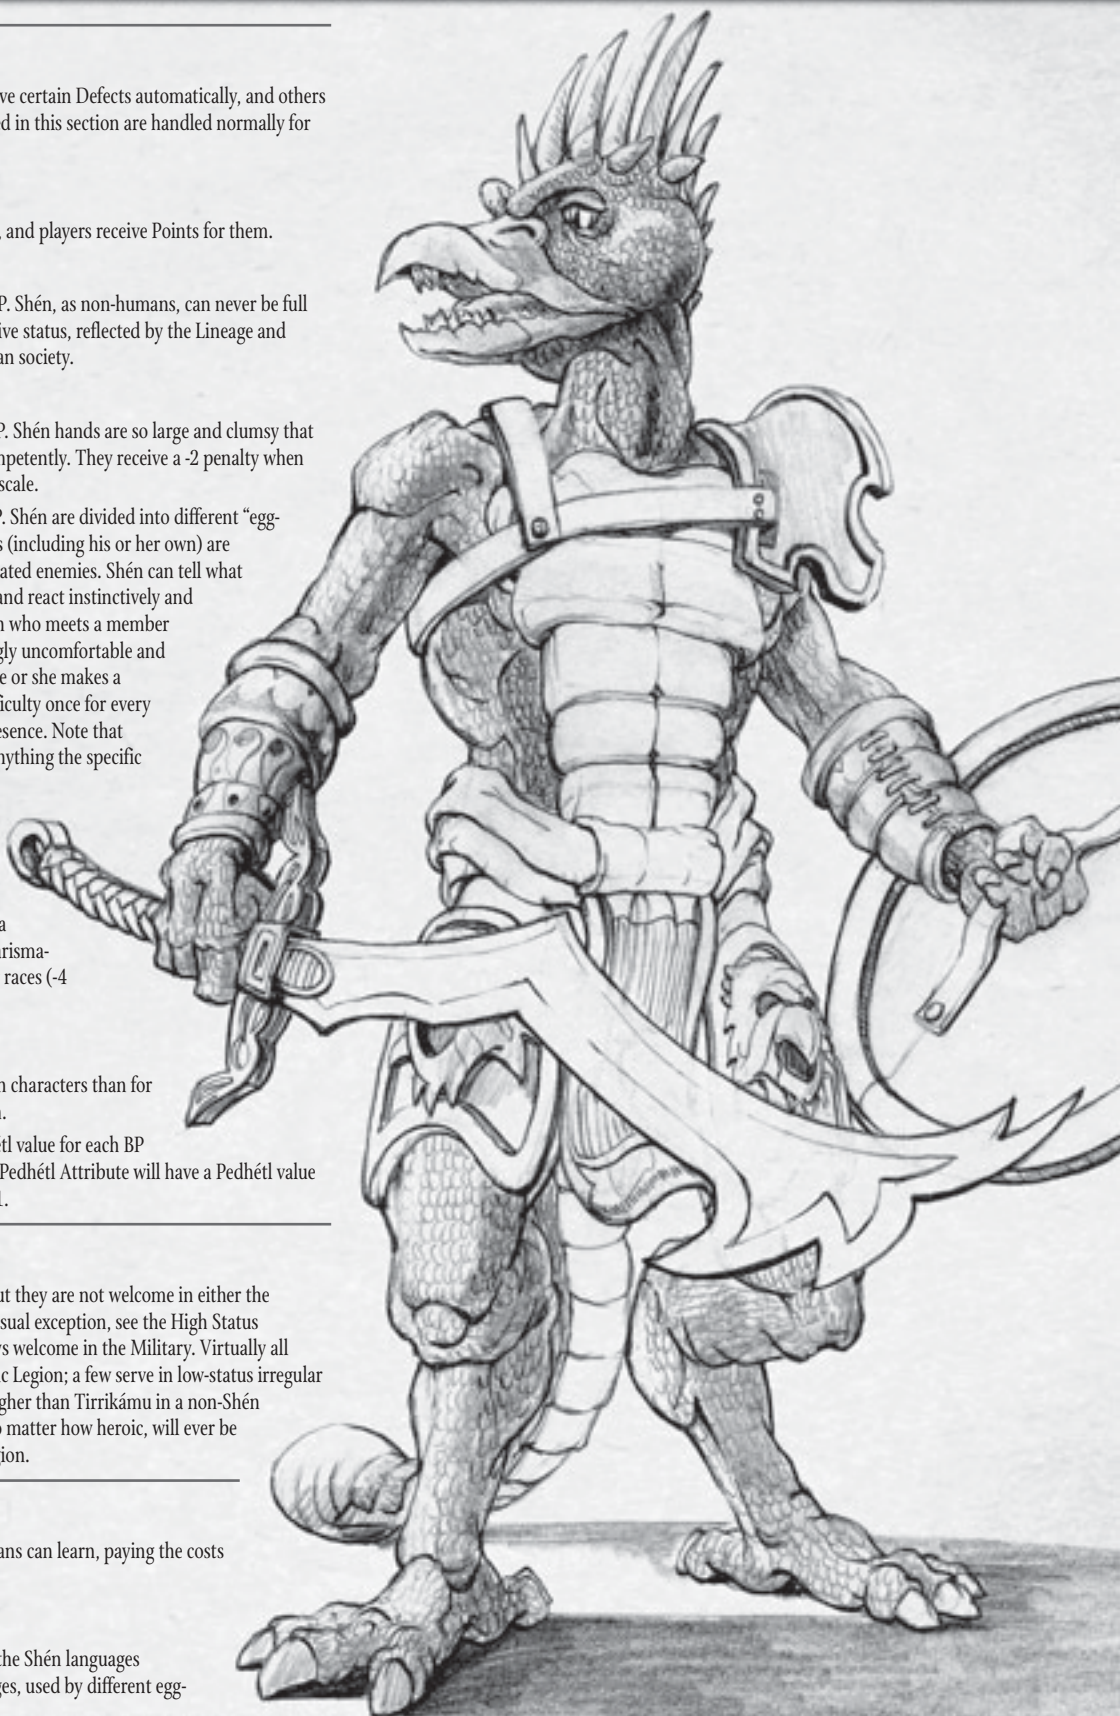 ve certain Defects automatically, and others
d in this section are handled normally for
, and players receive Points for them.
P. Shén, as non-humans, can never be full
ive status, reflected by the Lineage and
an society.
P. Shén hands are so large and clumsy that
mpetently. They receive a -2 penalty when
scale.
P. Shén are divided into different “egg-
s (including his or her own) are
ated enemies. Shén can tell what
and react instinctively and
n who meets a member
gly uncomfortable and
e or she makes a
ficulty once for every
esence. Note that
nything the specific
a
arisma-
races (-4
n characters than for
n.
étl value for each BP
Pedhétl Attribute will have a Pedhétl value
1.
ut they are not welcome in either the
sual exception, see the High Status
ys welcome in the Military. Virtually all
ic Legion; a few serve in low-status irregular
gher than Tirrikámu in a non-Shén
o matter how heroic, will ever be
gion.
ans can learn, paying the costs
the Shén languages
ges, used by different egg-